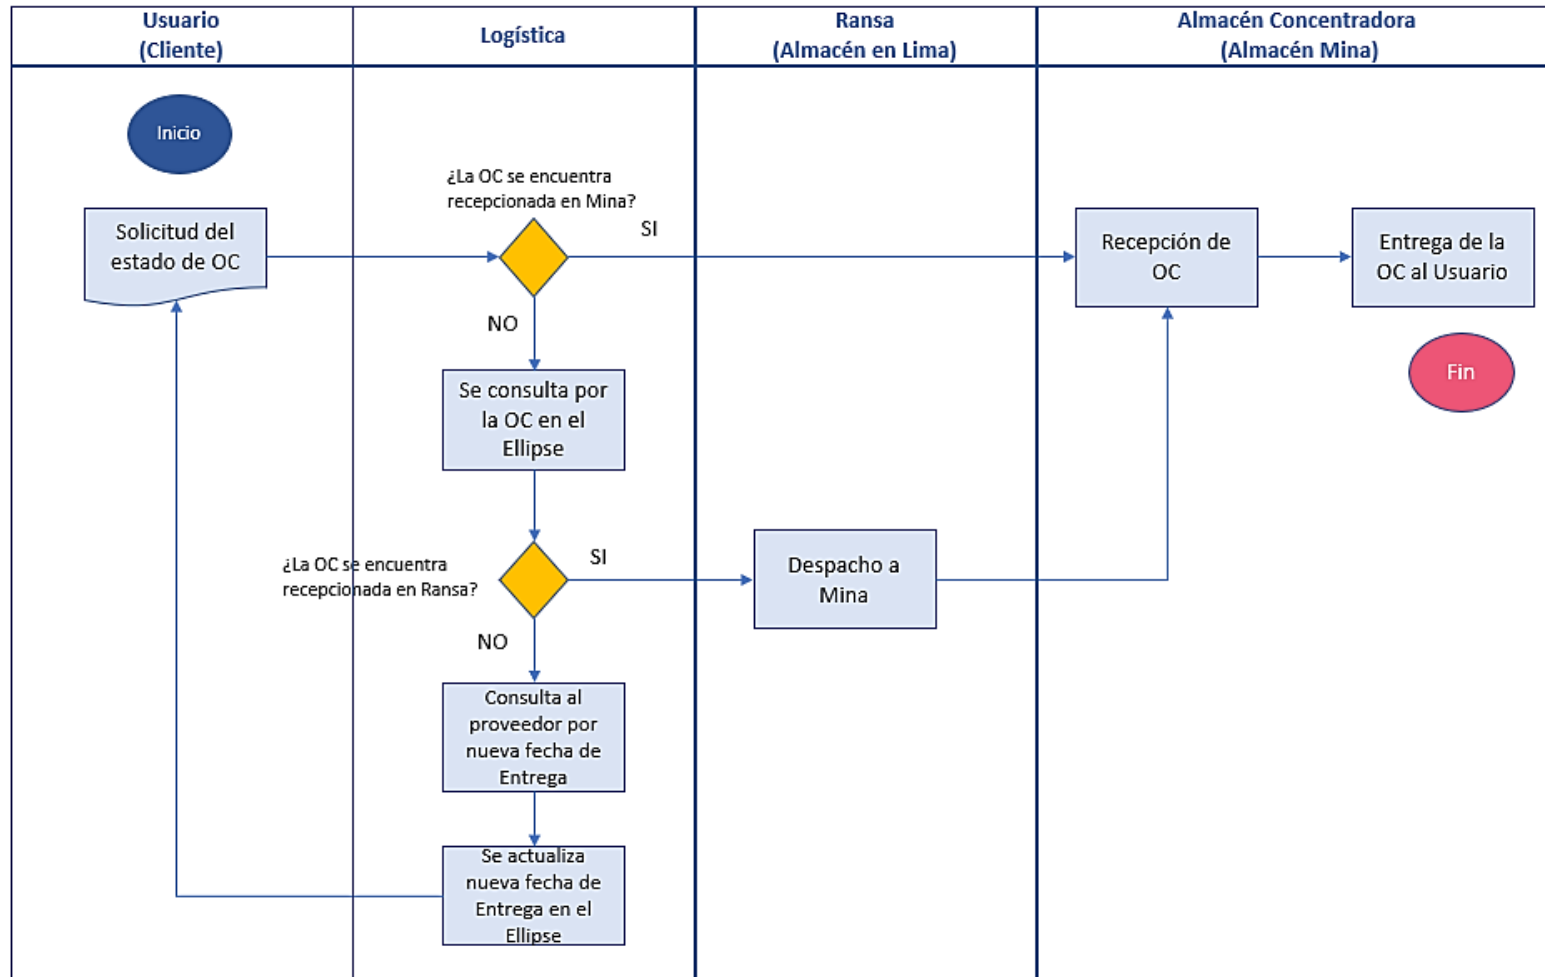 Usuario
(Cliente)
Logística
Ransa
(Almacén en Lima)
Almacén Concentradora
(Almacén Mina)
Inicio
¿La OC se encuentra
recepcionada en Mina?
SI
Solicitud del
estado de OC
Recepción de
OC
Entrega de la
OC al Usuario
NO
Fin
Se consulta por
la OC en el
Ellipse
¿La OC se encuentra
recepcionada en Ransa?
SI
Despacho a
Mina
NO
Consulta al
proveedor por
nueva fecha de
Entrega
Se actualiza
nueva fecha de
Entrega en el
Ellipse